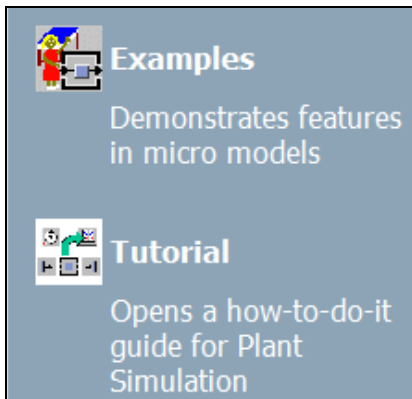 Examples
Demonstrates features
in micro models
Tutorial
Opens a how-to-do-it
guide for Plant
Simulation